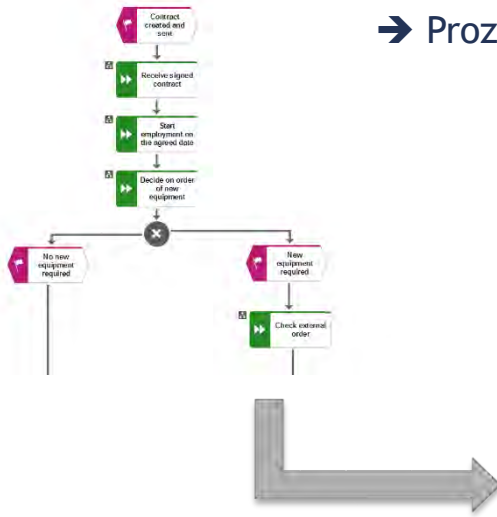 Contract
created and
sent
➔ Proz
Receive signed
contract
Start
employment on
the agreed date
Decide on order
of new
equipment
No new
equipment
required
New
equipment
required
Check external
order